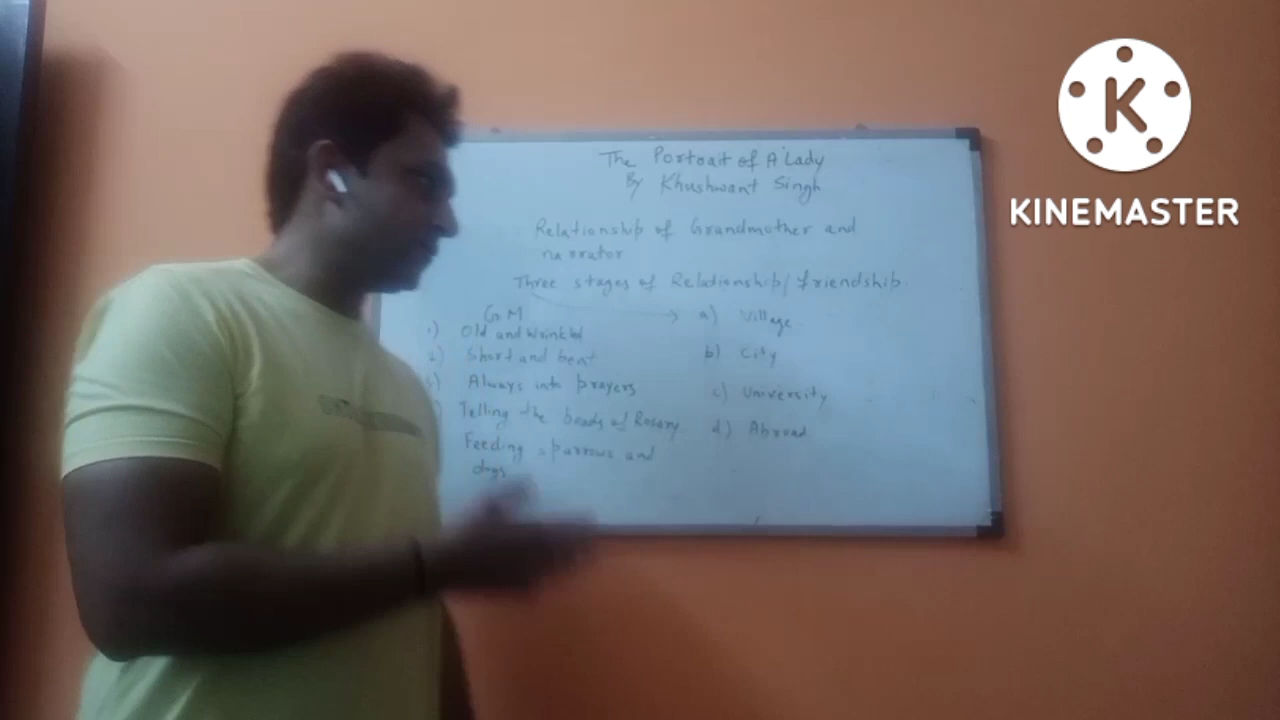 The Portrait of A Lady
By Khushwant Singh
Relationship of Grandmother and
narrator
Three stages of Relationship/friendship.
G.M
1) Old and wrinkled
2) Short and bent
3) Always into prayers
Telling the beads of Rosary
Feeding sparrows and
dogs
a) Village
b) City
c) University
d) Abroad
K
KINEMASTER